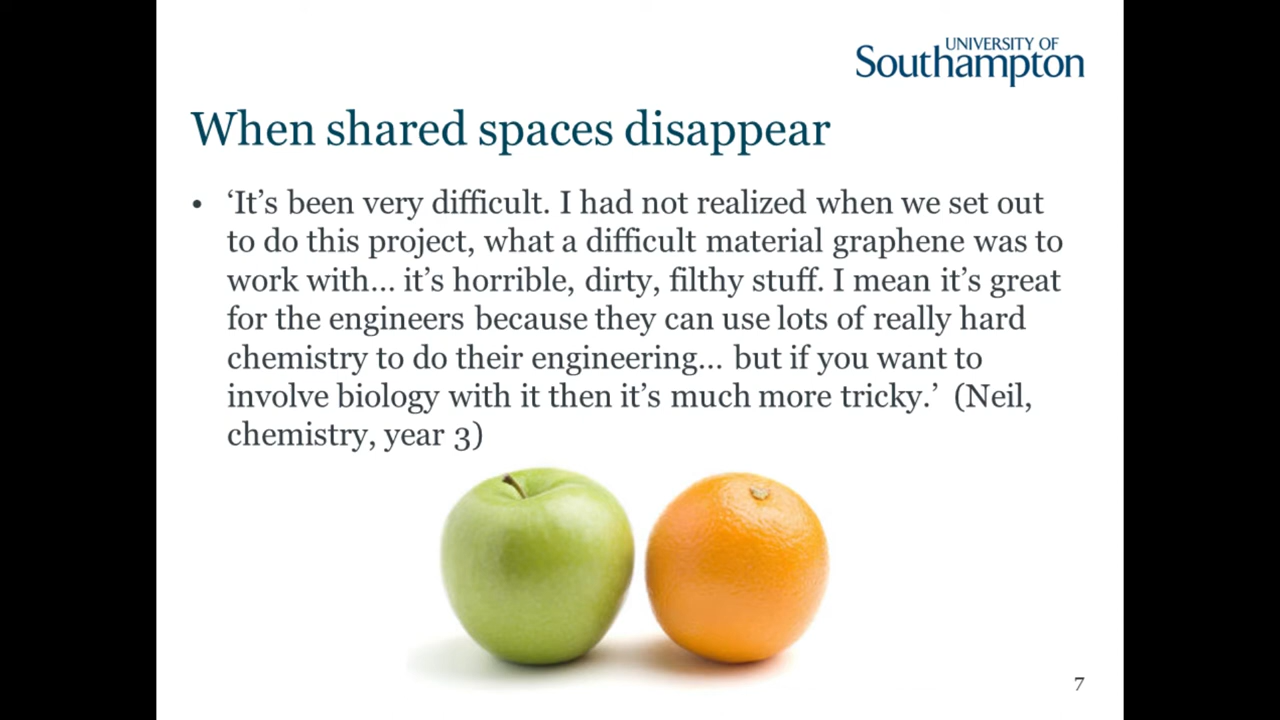 UNIVERSITY OF
Southampton
When shared spaces disappear
• ‘It’s been very difficult. I had not realized when we set out
to do this project, what a difficult material graphene was to
work with… it’s horrible, dirty, filthy stuff. I mean it’s great
for the engineers because they can use lots of really hard
chemistry to do their engineering… but if you want to
involve biology with it then it’s much more tricky.’ (Neil,
chemistry, year 3)
7